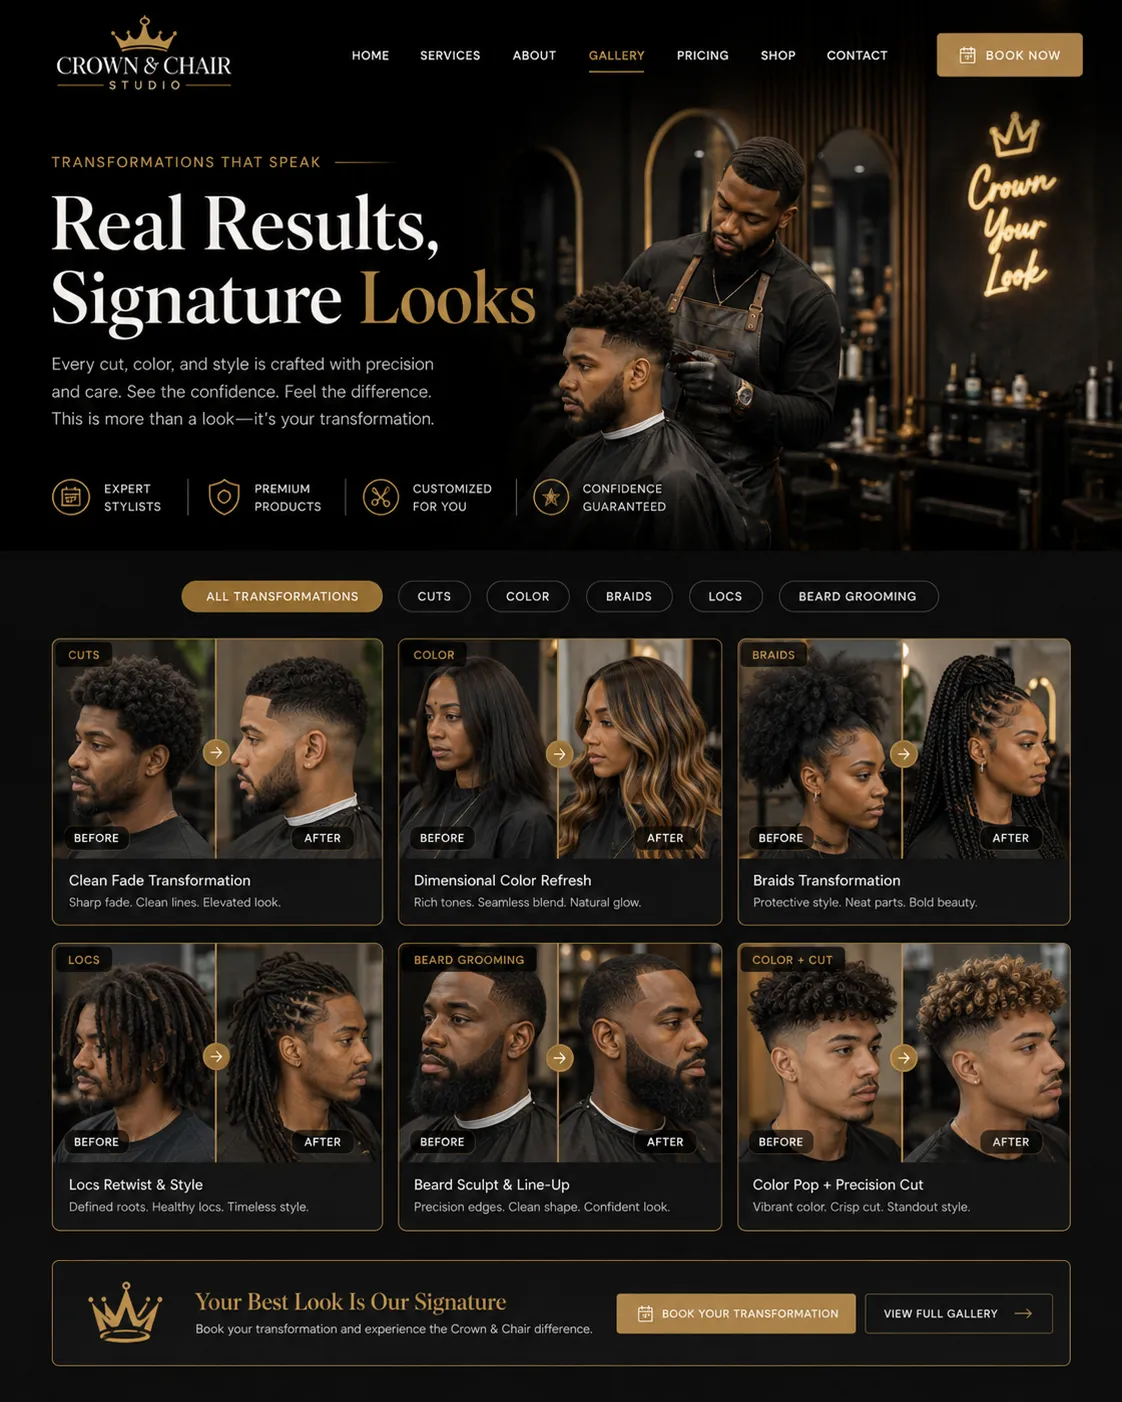 CROWN & CHAIR
STUDIO
HOME SERVICES ABOUT GALLERY PRICING SHOP CONTACT
BOOK NOW
TRANSFORMATIONS THAT SPEAK
Real Results,
Signature Looks
Every cut, color, and style is crafted with precision
and care. See the confidence. Feel the difference.
This is more than a look—it's your transformation.
Crown
Your
Look
EXPERT
STYLISTS
PREMIUM
PRODUCTS
CUSTOMIZED
FOR YOU
CONFIDENCE
GUARANTEED
ALL TRANSFORMATIONS CUTS COLOR BRAIDS LOCS BEARD GROOMING
CUTS
BEFORE AFTER
Clean Fade Transformation
Sharp fade. Clean lines. Elevated look.
COLOR
BEFORE AFTER
Dimensional Color Refresh
Rich tones. Seamless blend. Natural glow.
BRAIDS
BEFORE AFTER
Braids Transformation
Protective style. Neat parts. Bold beauty.
LOCS
BEFORE AFTER
Locs Retwist & Style
Defined roots. Healthy locs. Timeless style.
BEARD GROOMING
BEFORE AFTER
Beard Sculpt & Line-Up
Precision edges. Clean shape. Confident look.
COLOR + CUT
BEFORE AFTER
Color Pop + Precision Cut
Vibrant color. Crisp cut. Standout style.
Your Best Look Is Our Signature
Book your transformation and experience the Crown & Chair difference.
BOOK YOUR TRANSFORMATION
VIEW FULL GALLERY